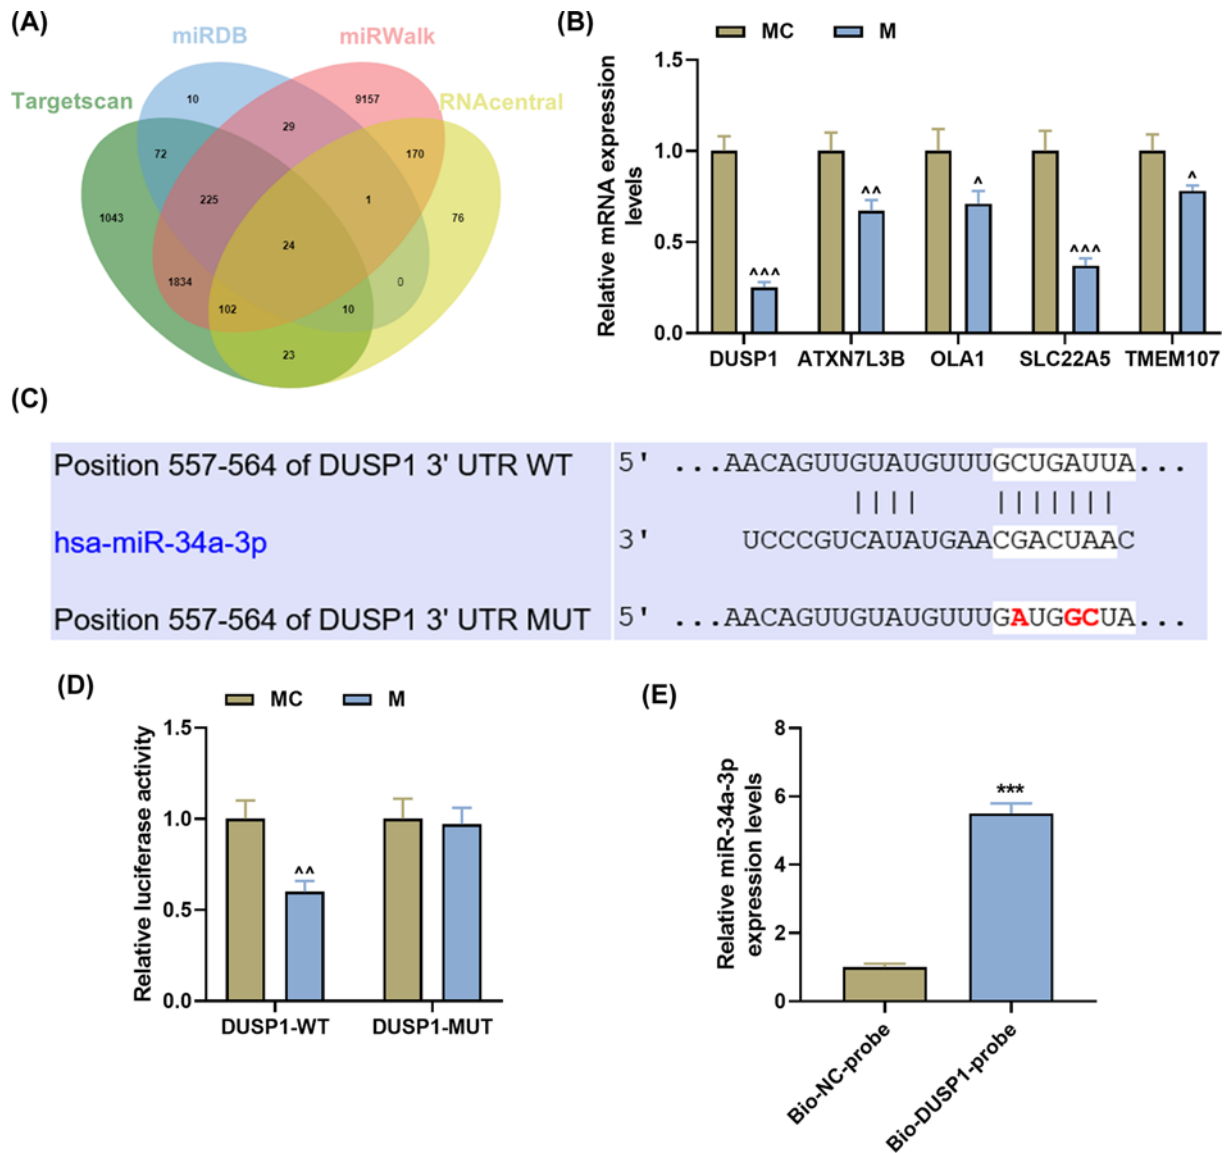 (A)
miRDB
miRWalk
Targetscan
RNAcentral
10
9157
29
72
170
225
1
1043
76
24
1834
0
102
10
23
(B)
MC
M
Relative mRNA expression
levels
1.5
1.0
0.5
0.0
^^^
^^
^
^^^
^
DUSP1
ATXN7L3B
OLA1
SLC22A5
TMEM107
(C)
Position 557-564 of DUSP1 3' UTR WT 5' ...AACAGUUGUAUGUUUGCUGAUUA...
|||| |||||||
hsa-miR-34a-3p 3' UCCCGUCAUAUGAACGACUAAC
Position 557-564 of DUSP1 3' UTR MUT 5' ...AACAGUUGUAUGUUUGAUGGCUA...
(D)
MC
M
Relative luciferase activity
1.5
1.0
0.5
0.0
^^
DUSP1-WT
DUSP1-MUT
(E)
Relative miR-34a-3p
expression levels
8
6
4
2
0
***
Bio-NC-probe
Bio-DUSP1-probe